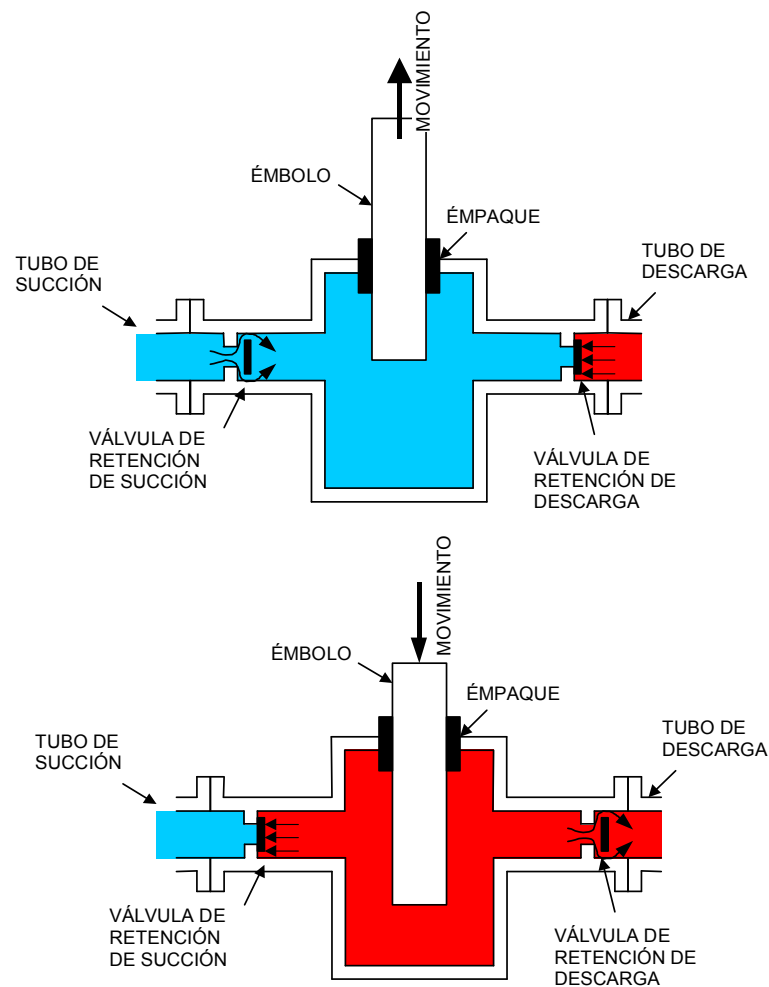 MOVIMIENTO
ÉMBOLO
ÉMPAQUE
TUBO DE
SUCCIÓN
TUBO DE
DESCARGA
VÁLVULA DE
RETENCIÓN
DE SUCCIÓN
VÁLVULA DE
RETENCIÓN DE
DESCARGA
MOVIMIENTO
ÉMBOLO
ÉMPAQUE
TUBO DE
SUCCIÓN
TUBO DE
DESCARGA
VÁLVULA DE
RETENCIÓN
DE SUCCIÓN
VÁLVULA DE
RETENCIÓN DE
DESCARGA